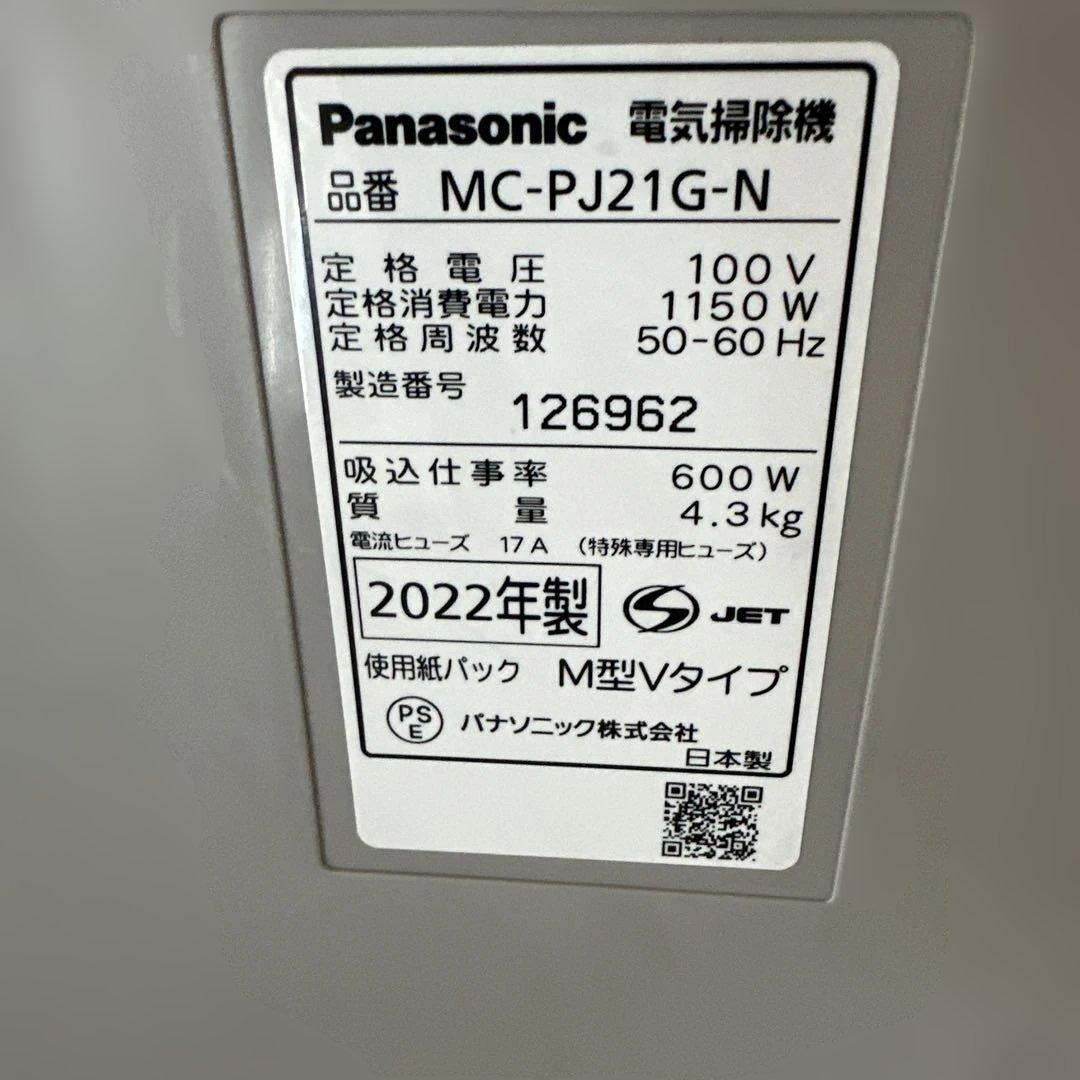 Panasonic 電気掃除機
品番 MC-PJ21G-N
定格電圧 100V
定格消費電力 1150W
定格周波数 50-60Hz
製造番号
126962
吸込仕事率 600W
質量 4.3kg
電流ヒューズ 17A (特殊専用ヒューズ)
2022年製 JET
使用紙パック M型Vタイプ
PSE パナソニック株式会社
日本製